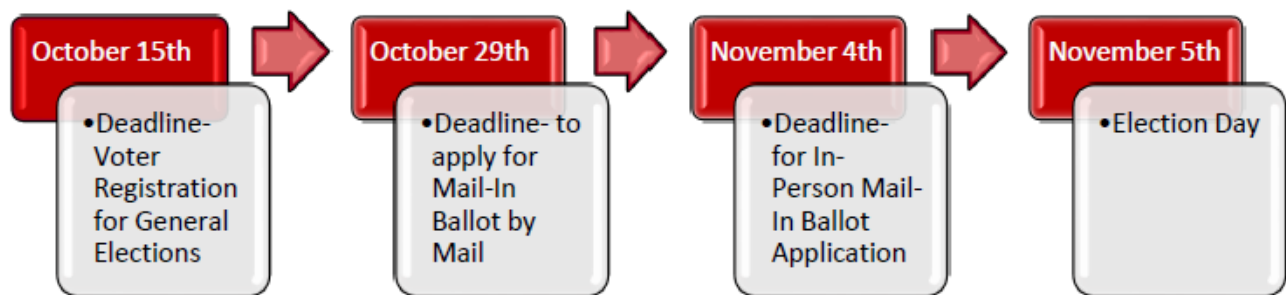 October 15th
•Deadline-
Voter
Registration
for General
Elections
October 29th
•Deadline- to
apply for
Mail-In
Ballot by
Mail
November 4th
•Deadline-
for In-
Person Mail-
In Ballot
Application
November 5th
•Election Day